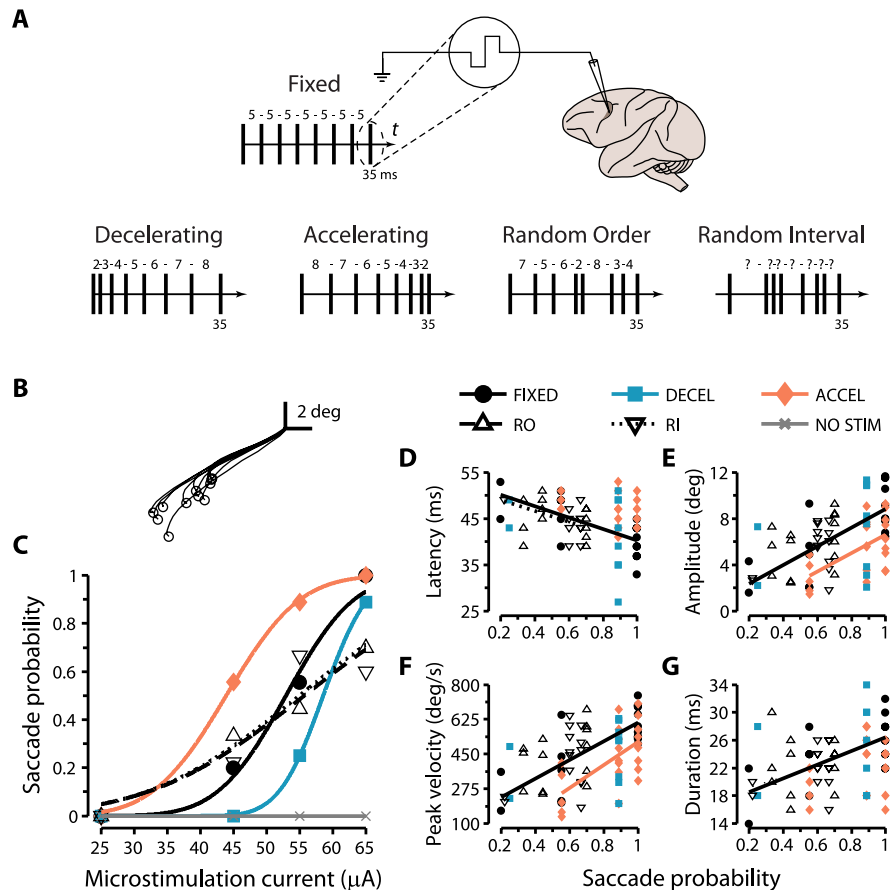 A
Fixed
5 - 5 - 5 - 5 - 5 - 5 - 5
t
35 ms
Decelerating
2-3-4-5 - 6 - 7 - 8
35
Accelerating
8 - 7 - 6 - 5 -4-3-2
35
Random Order
7 - 5 - 6 -2 - 8 - 3 -4
35
Random Interval
? - ?-?-? - ?-?-?
35
B
2 deg
FIXED
DECEL
ACCEL
RO
RI
NO STIM
C
Saccade probability
1
0.8
0.6
0.4
0.2
0
25
35
45
55
65
Microstimulation current (μA)
D
Latency (ms)
55
45
35
25
0.2
0.4
0.6
0.8
1
E
Amplitude (deg)
12
8
4
0
0.2
0.4
0.6
0.8
1
F
Peak velocity (deg/s)
800
625
450
275
100
0.2
0.4
0.6
0.8
1
G
Duration (ms)
34
30
26
22
18
14
0.2
0.4
0.6
0.8
1
Saccade probability